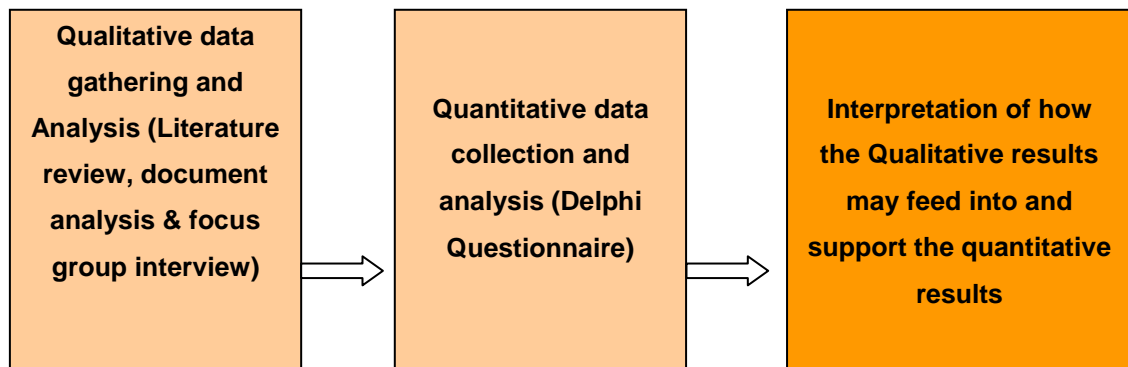 Qualitative data
gathering and
Analysis (Literature
review, document
analysis & focus
group interview)
Quantitative data
collection and
analysis (Delphi
Questionnaire)
Interpretation of how
the Qualitative results
may feed into and
support the quantitative
results